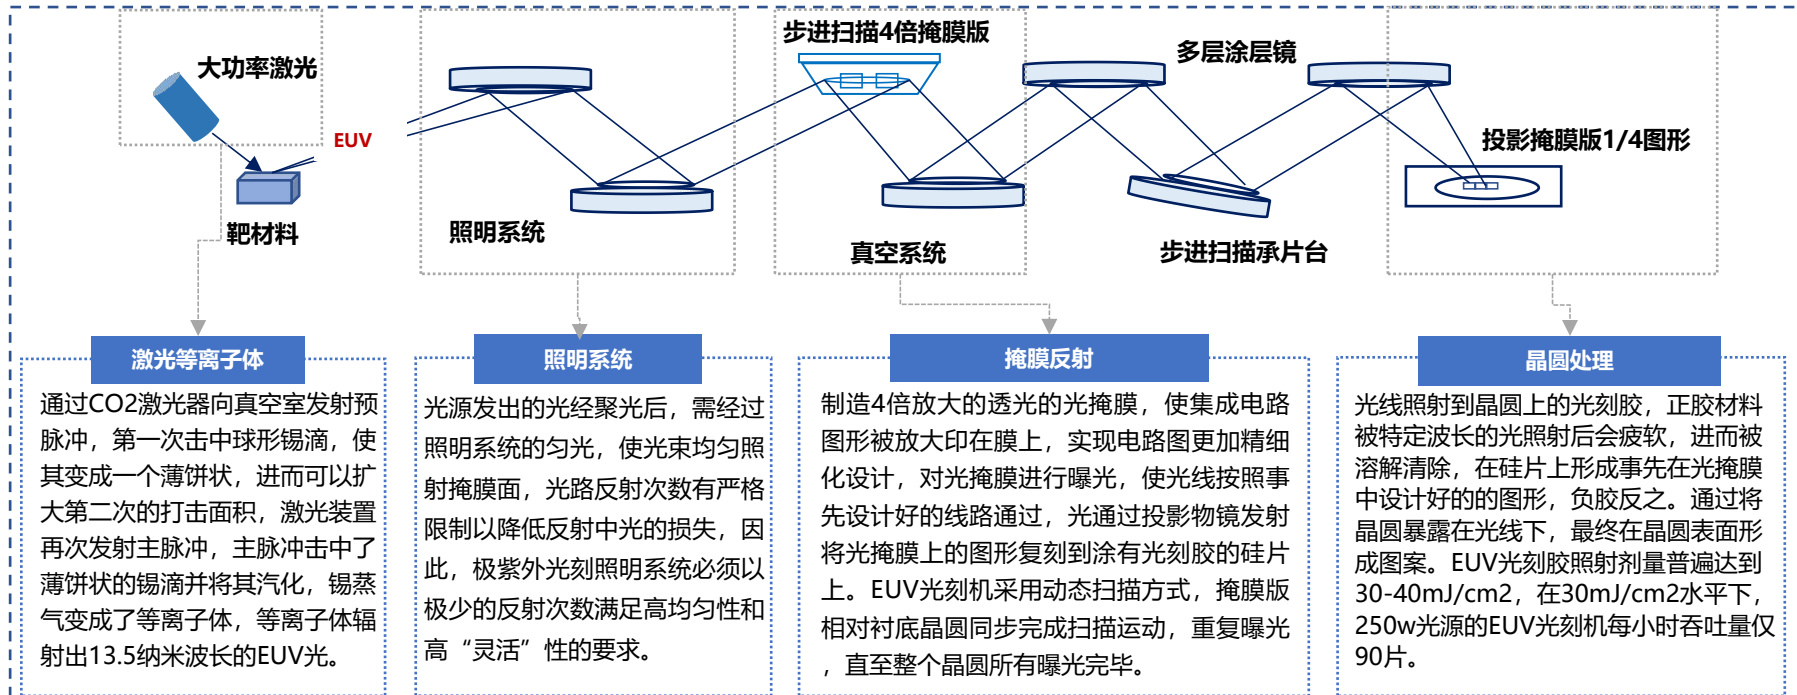 步进扫描4倍掩膜版
大功率激光
多层涂层镜
EUV
投影掩膜版1/4图形
靶材料
照明系统
真空系统
步进扫描承片台
激光等离子体
通过CO2激光器向真空室发射预
脉冲，第一次击中球形锡滴，使
其变成一个薄饼状，进而可以扩
大第二次的打击面积，激光装置
再次发射主脉冲，主脉冲击中了
薄饼状的锡滴并将其汽化，锡蒸
气变成了等离子体，等离子体辐
射出13.5纳米波长的EUV光。
照明系统
光源发出的光经聚光后，需经过
照明系统的匀光，使光束均匀照
射掩膜面，光路反射次数有严格
限制以降低反射中光的损失，因
此，极紫外光刻照明系统必须以
极少的反射次数满足高均匀性和
高“灵活”性的要求。
掩膜反射
制造4倍放大的透光的光掩膜，使集成电路
图形被放大印在膜上，实现电路图更加精细
化设计，对光掩膜进行曝光，使光线按照事
先设计好的线路通过，光通过投影物镜发射
将光掩膜上的图形复刻到涂有光刻胶的硅片
上。EUV光刻机采用动态扫描方式，掩膜版
相对衬底晶圆同步完成扫描运动，重复曝光
，直至整个晶圆所有曝光完毕。
晶圆处理
光线照射到晶圆上的光刻胶，正胶材料
被特定波长的光照射后会疲软，进而被
溶解清除，在硅片上形成事先在光掩膜
中设计好的的图形，负胶反之。通过将
晶圆暴露在光线下，最终在晶圆表面形
成图案。EUV光刻胶照射剂量普遍达到
30-40mJ/cm2，在30mJ/cm2水平下，
250w光源的EUV光刻机每小时吞吐量仅
90片。